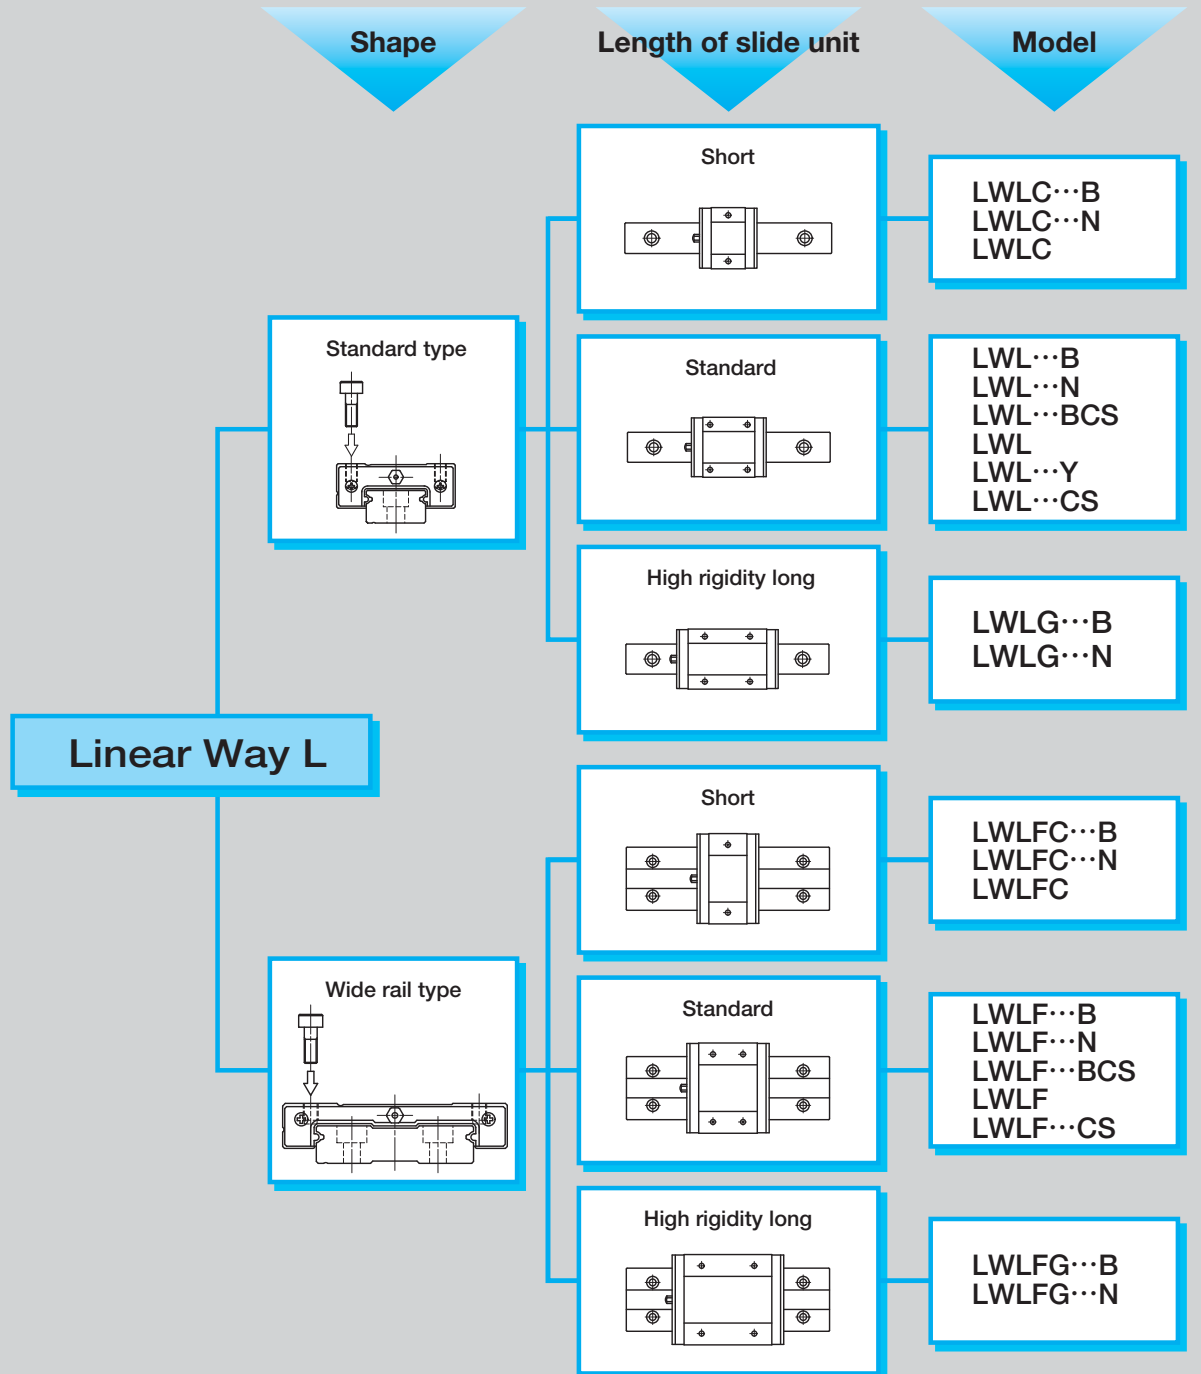 Shape
Length of slide unit
Model
Linear Way L
Standard type
Short
LWLC···B
LWLC···N
LWLC
Standard
LWL···B
LWL···N
LWL···BCS
LWL
LWL···Y
LWL···CS
High rigidity long
LWLG···B
LWLG···N
Wide rail type
Short
LWLFC···B
LWLFC···N
LWLFC
Standard
LWLF···B
LWLF···N
LWLF···BCS
LWLF
LWLF···CS
High rigidity long
LWLFG···B
LWLFG···N